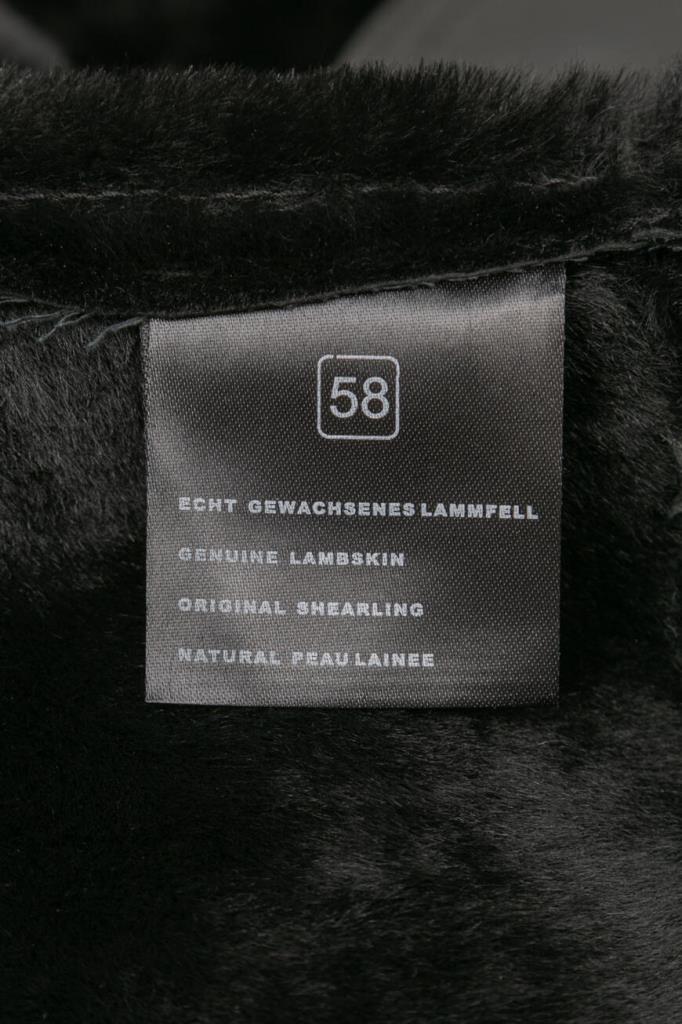 58
ECHT GEWACHSENES LAMMFELL
GENUINE LAMBSKIN
ORIGINAL SHEARLING
NATURAL PEAU LAINEE